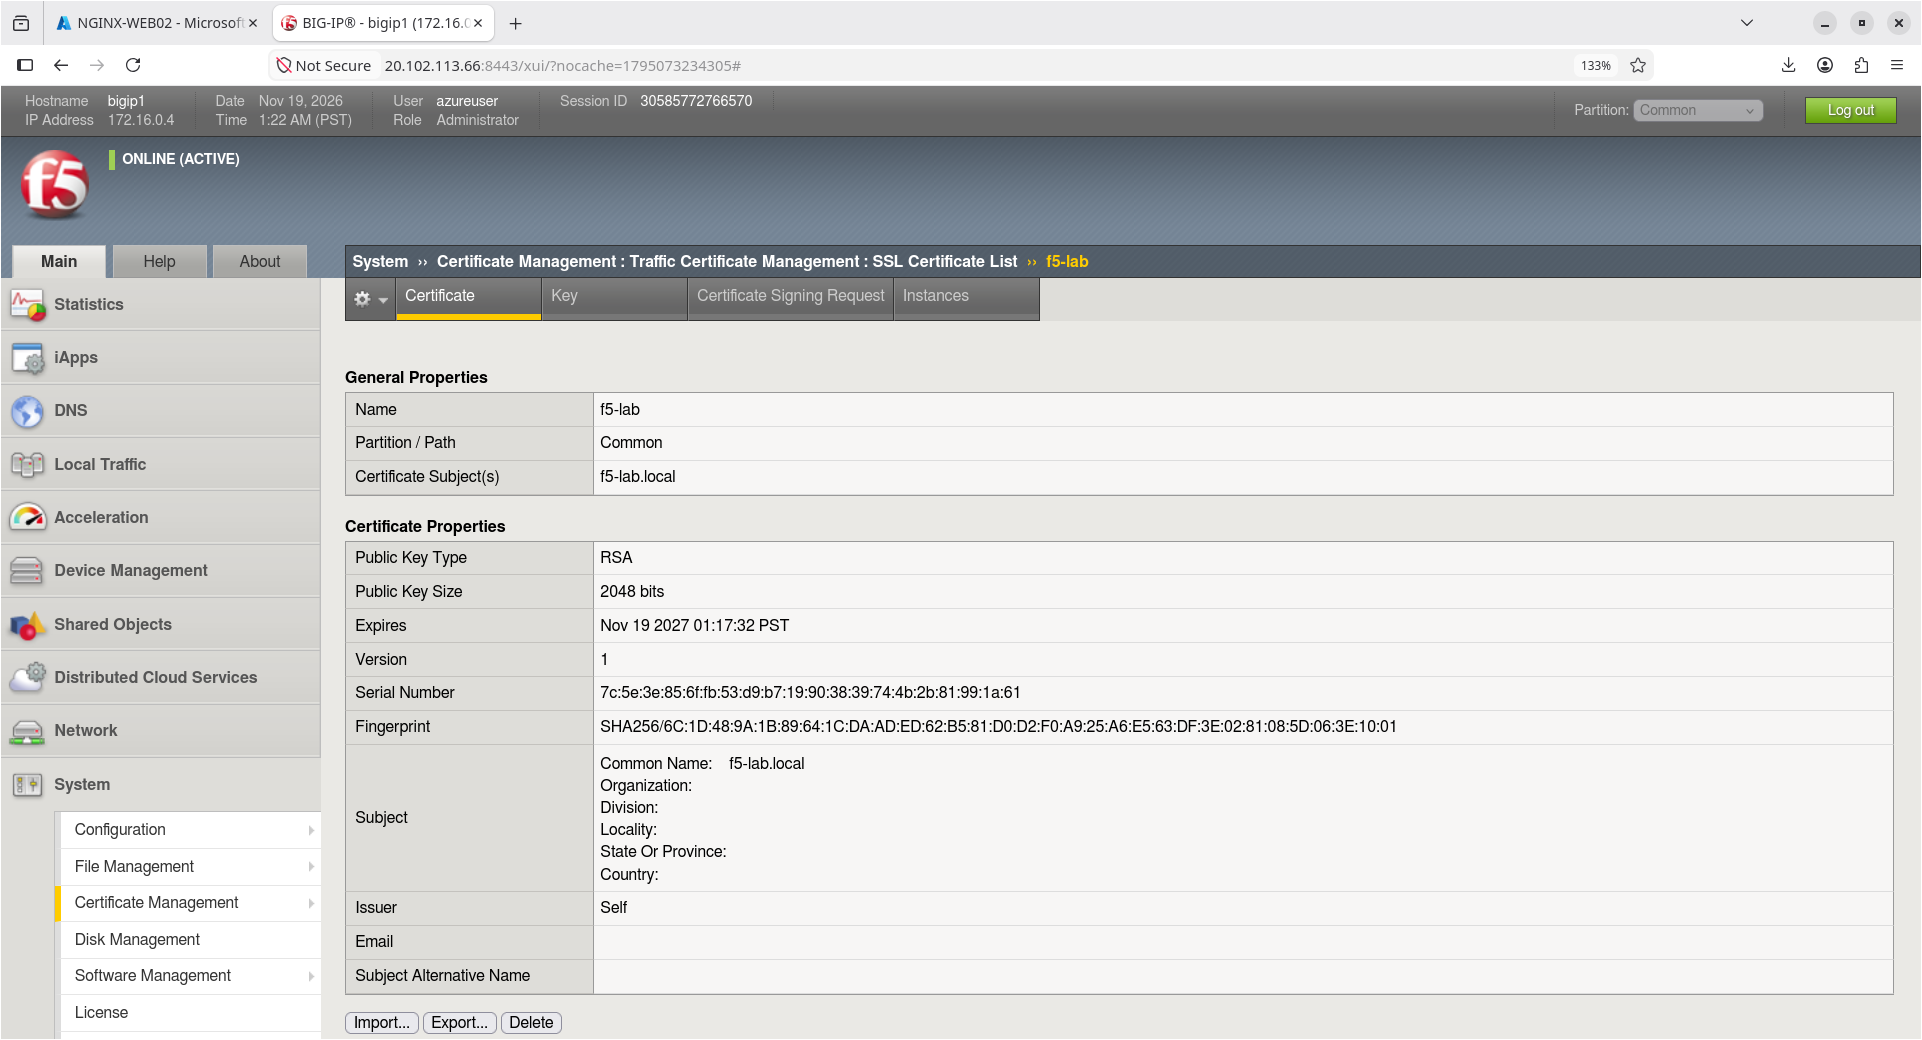 NGINX-WEB02 - Microsoft
BIG-IP® - bigip1 (172.16.0
Not Secure
20.102.113.66:8443/xui/?nocache=1795073234305#
133%
Hostname bigip1
IP Address 172.16.0.4
Date Nov 19, 2026
Time 1:22 AM (PST)
User azureuser
Role Administrator
Session ID 30585772766570
Partition: Common
Log out
f5
ONLINE (ACTIVE)
Main
Help
About
System ›› Certificate Management : Traffic Certificate Management : SSL Certificate List ›› f5-lab
Certificate
Key
Certificate Signing Request
Instances
Statistics
iApps
DNS
Local Traffic
Acceleration
Device Management
Shared Objects
Distributed Cloud Services
Network
System
Configuration
File Management
Certificate Management
Disk Management
Software Management
License
General Properties
Name f5-lab
Partition / Path Common
Certificate Subject(s) f5-lab.local
Certificate Properties
Public Key Type RSA
Public Key Size 2048 bits
Expires Nov 19 2027 01:17:32 PST
Version 1
Serial Number 7c:5e:3e:85:6f:fb:53:d9:b7:19:90:38:39:74:4b:2b:81:99:1a:61
Fingerprint SHA256/6C:1D:48:9A:1B:89:64:1C:DA:AD:ED:62:B5:81:D0:D2:F0:A9:25:A6:E5:63:DF:3E:02:81:08:5D:06:3E:10:01
Subject
Common Name: f5-lab.local
Organization:
Division:
Locality:
State Or Province:
Country:
Issuer Self
Email
Subject Alternative Name
Import...
Export...
Delete